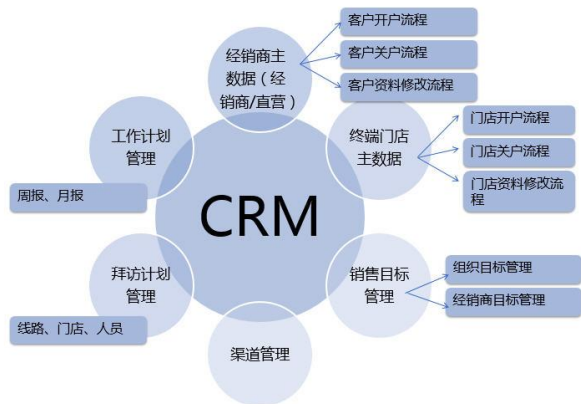 客户开户流程
客户关户流程
客户资料修改流程
经销商主
数据（经
销商/直营）
工作计划
管理
周报、月报
终端门店
主数据
门店开户流程
门店关户流程
门店资料修改流
程
CRM
拜访计划
管理
线路、门店、人员
销售目标
管理
组织目标管理
经销商目标管理
渠道管理